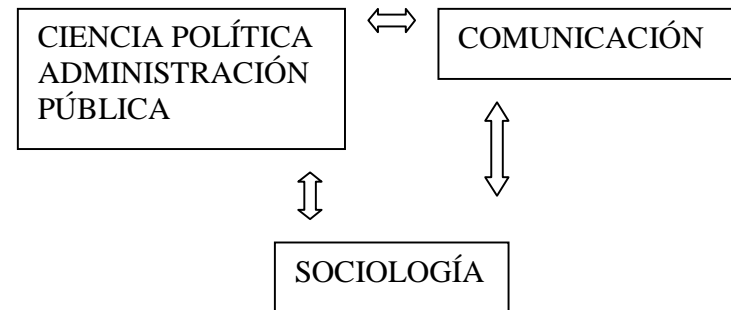 CIENCIA POLÍTICA
ADMINISTRACIÓN
PÚBLICA
COMUNICACIÓN
SOCIOLOGÍA